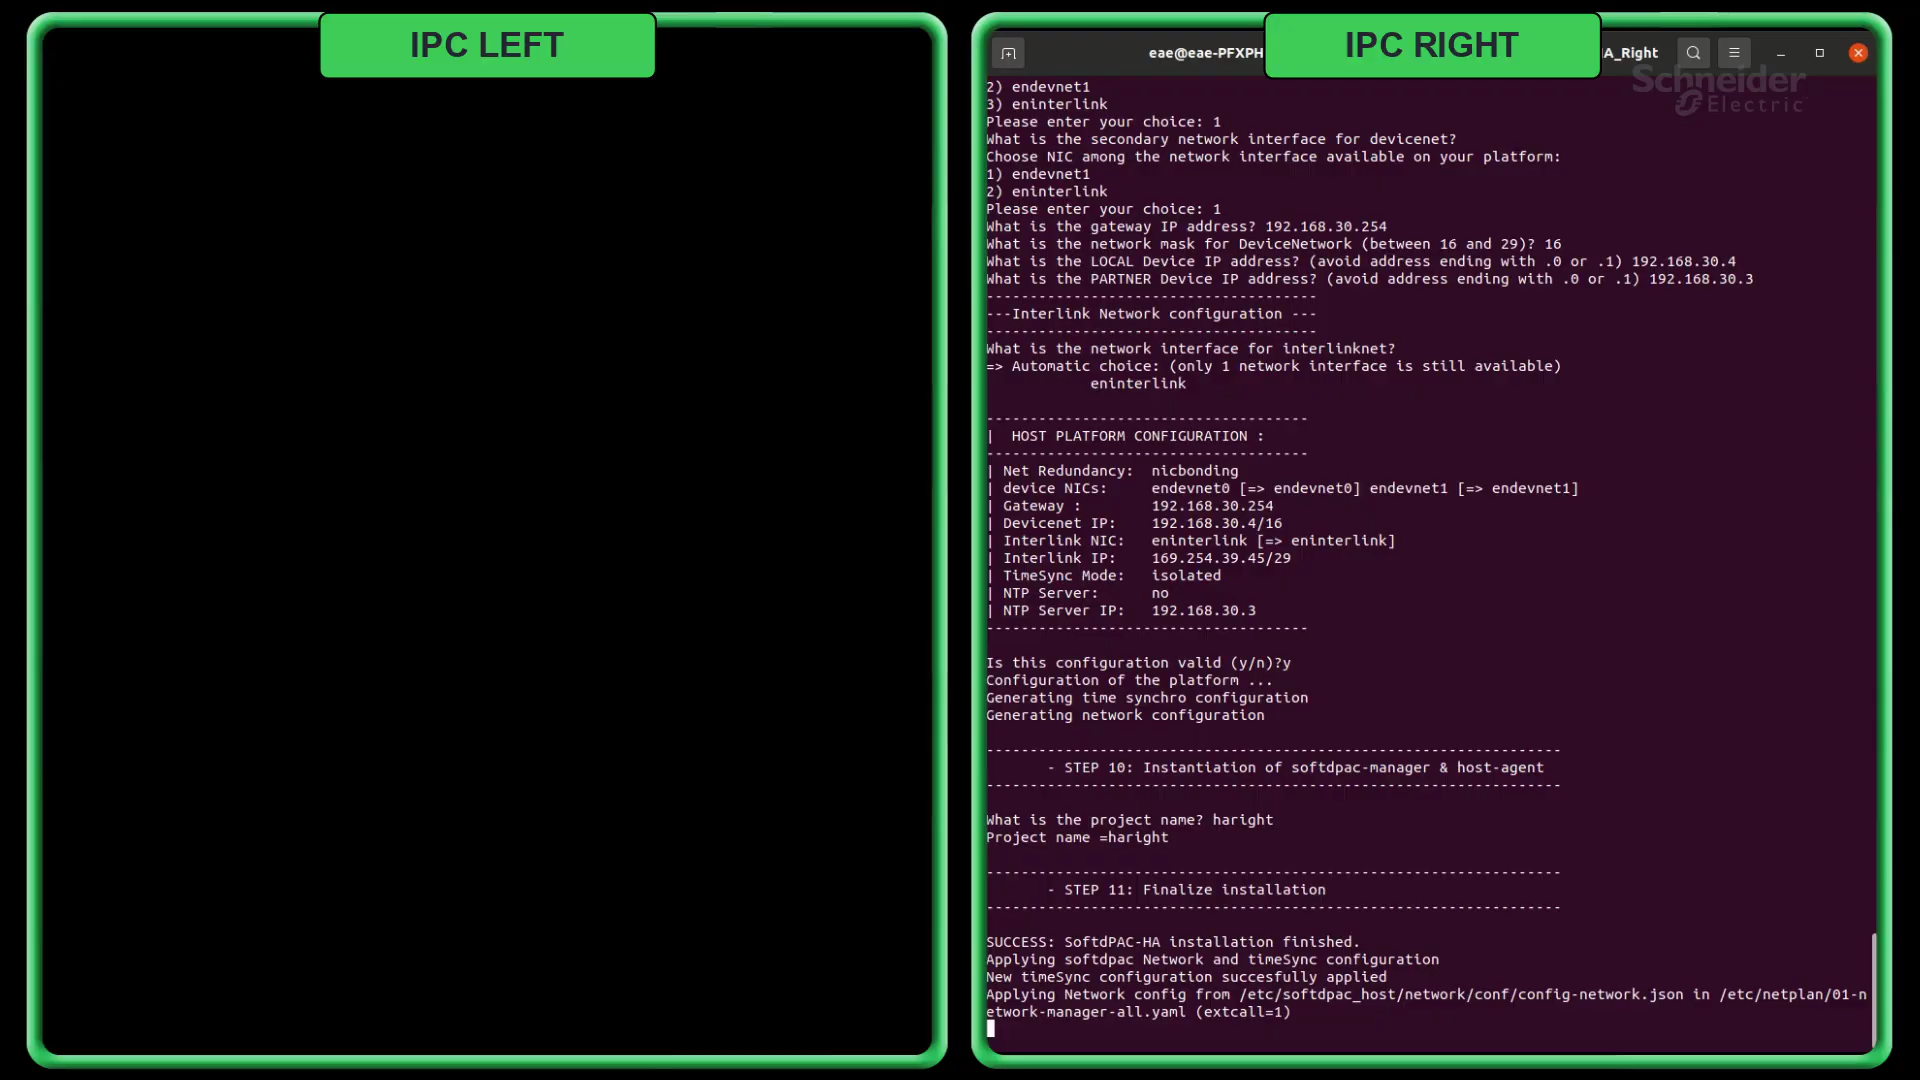 IPC LEFT
IPC RIGHT
eae@eae-PFXPH
A_Right
Schneider
Electric
2) endevnet1
3) eninterlink
Please enter your choice: 1
What is the secondary network interface for devicenet?
Choose NIC among the network interface available on your platform:
1) endevnet1
2) eninterlink
Please enter your choice: 1
What is the gateway IP address? 192.168.30.254
What is the network mask for DeviceNetwork (between 16 and 29)? 16
What is the LOCAL Device IP address? (avoid address ending with .0 or .1) 192.168.30.4
What is the PARTNER Device IP address? (avoid address ending with .0 or .1) 192.168.30.3
--------------------------------------
---Interlink Network configuration ---
--------------------------------------
What is the network interface for interlinknet?
=> Automatic choice: (only 1 network interface is still available)
eninterlink
-------------------------------------
|  HOST PLATFORM CONFIGURATION :
-------------------------------------
| Net Redundancy:  nicbonding
| device NICs:     endevnet0 [=> endevnet0] endevnet1 [=> endevnet1]
| Gateway :        192.168.30.254
| Devicenet IP:    192.168.30.4/16
| Interlink NIC:   eninterlink [=> eninterlink]
| Interlink IP:    169.254.39.45/29
| TimeSync Mode:   isolated
| NTP Server:      no
| NTP Server IP:   192.168.30.3
-------------------------------------
Is this configuration valid (y/n)?y
Configuration of the platform ...
Generating time synchro configuration
Generating network configuration
------------------------------------------------------------------
- STEP 10: Instantiation of softdpac-manager & host-agent
------------------------------------------------------------------
What is the project name? haright
Project name =haright
------------------------------------------------------------------
- STEP 11: Finalize installation
------------------------------------------------------------------
SUCCESS: SoftdPAC-HA installation finished.
Applying softdpac Network and timeSync configuration
New timeSync configuration succesfully applied
Applying Network config from /etc/softdpac_host/network/conf/config-network.json in /etc/netplan/01-n
etwork-manager-all.yaml (extcall=1)